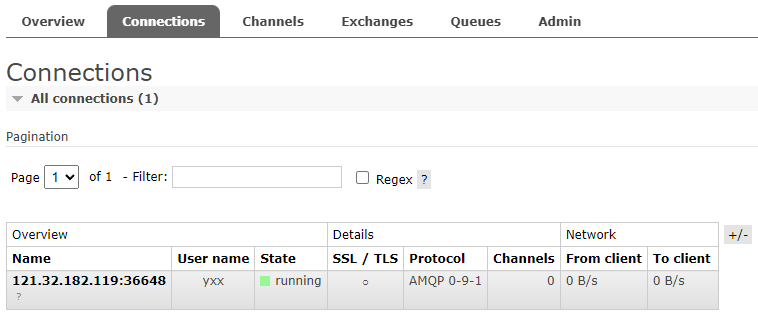 Overview Connections Channels Exchanges Queues Admin
Connections
All connections (1)
Pagination
Page 1 of 1 - Filter: Regex ?
Overview Details Network +/-
Name User name State SSL / TLS Protocol Channels From client To client
121.32.182.119:36648 yxx running ○ AMQP 0-9-1 0 0 B/s 0 B/s
?